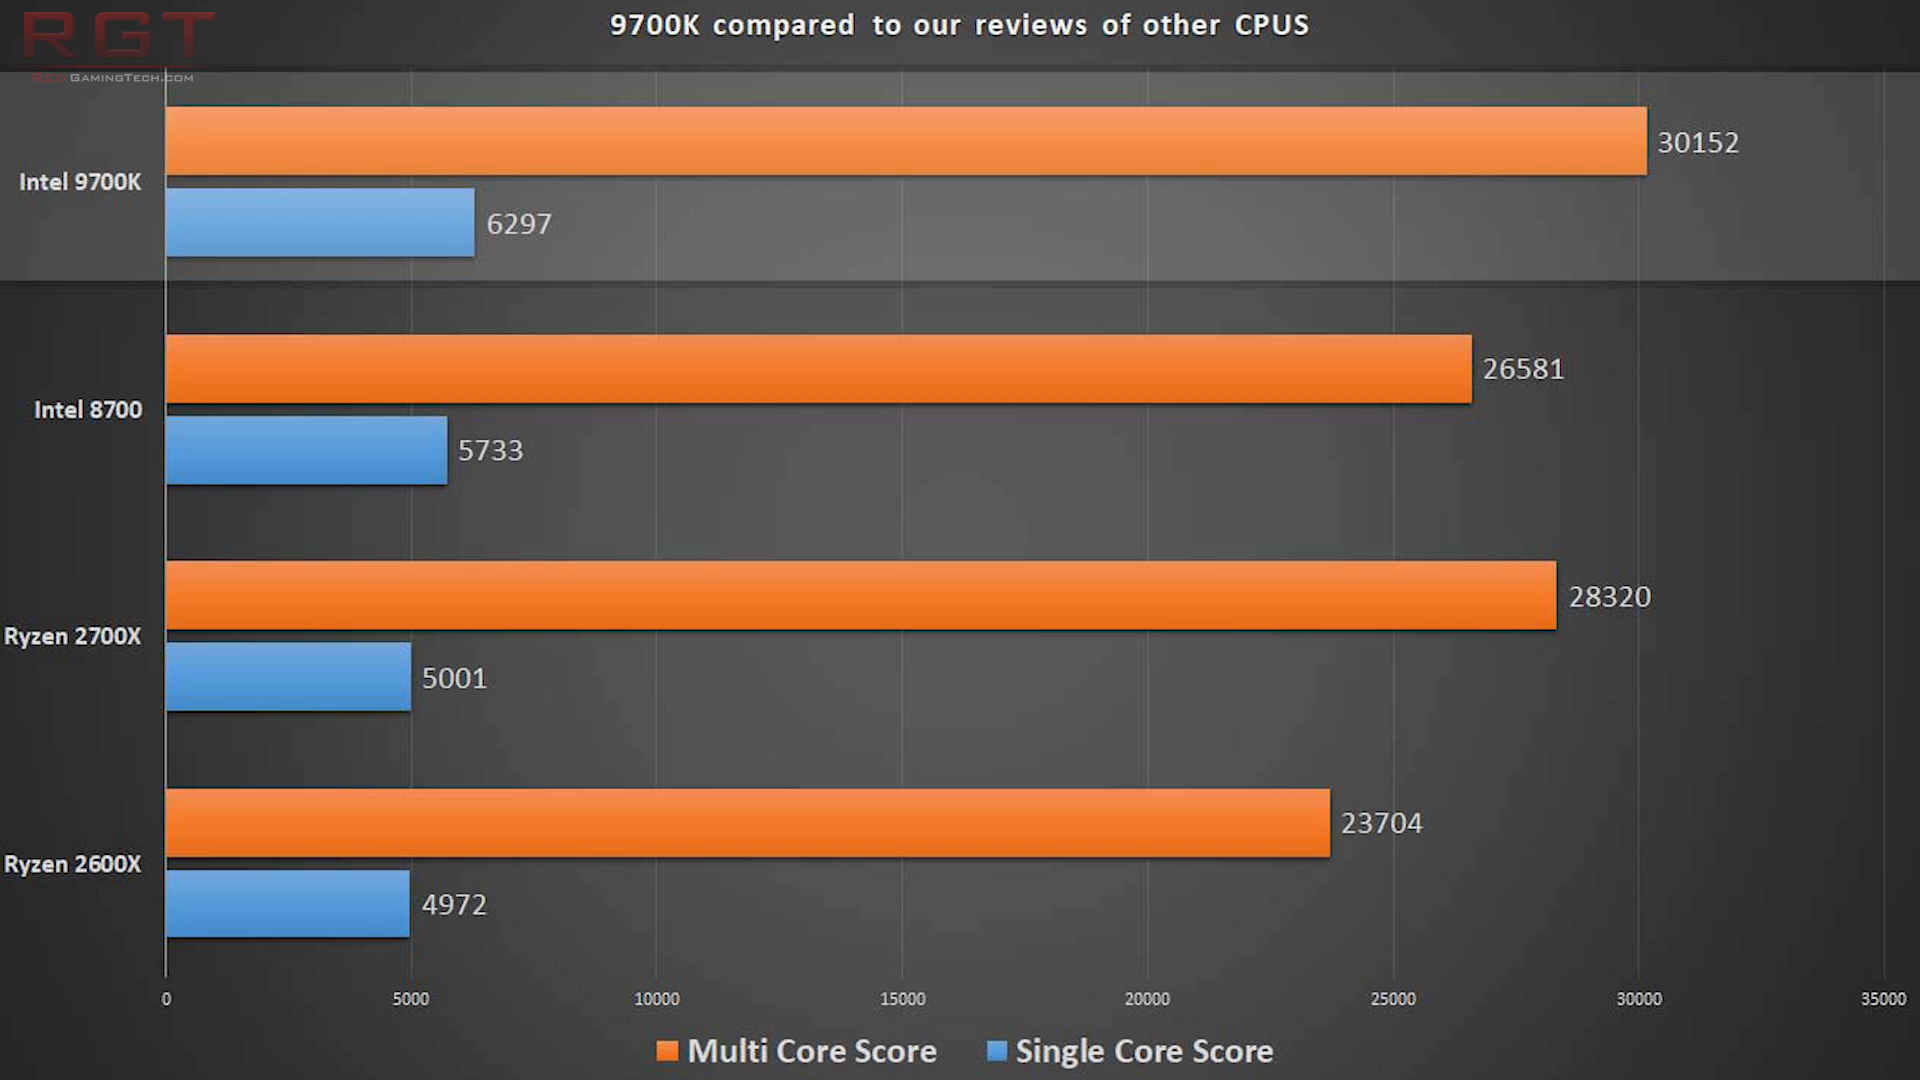 RGT
RedGamingTech.com
9700K compared to our reviews of other CPUS
Intel 9700K
30152
6297
Intel 8700
26581
5733
Ryzen 2700X
28320
5001
Ryzen 2600X
23704
4972
0 5000 10000 15000 20000 25000 30000 35000
Multi Core Score Single Core Score